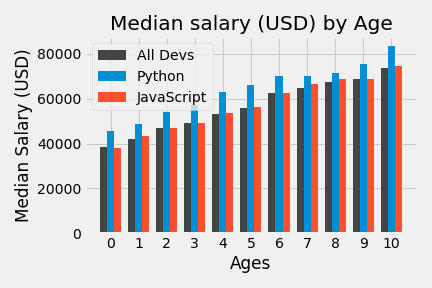 Median salary (USD) by Age
All Devs
Python
JavaScript
Median Salary (USD)
80000
60000
40000
20000
0
0 1 2 3 4 5 6 7 8 9 10
Ages